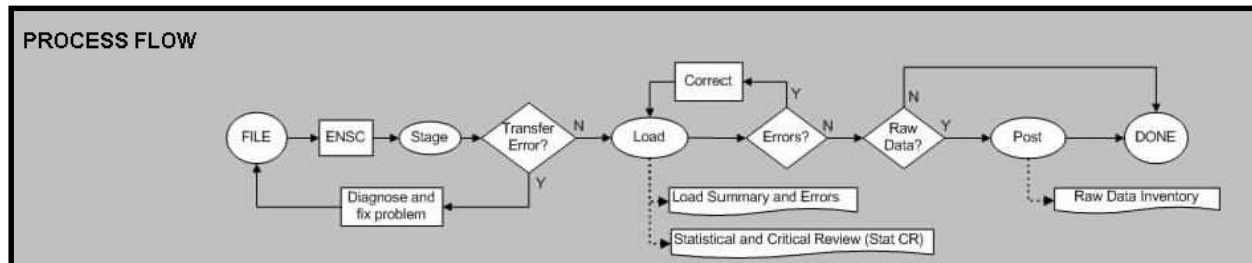 PROCESS FLOW
Correct
Y
N
FILE
ENSC
Stage
Transfer
Error?
N
Load
Errors?
N
Raw
Data?
Y
Post
DONE
Y
Diagnose and
fix problem
Load Summary and Errors
Raw Data Inventory
Statistical and Critical Review (Stat CR)